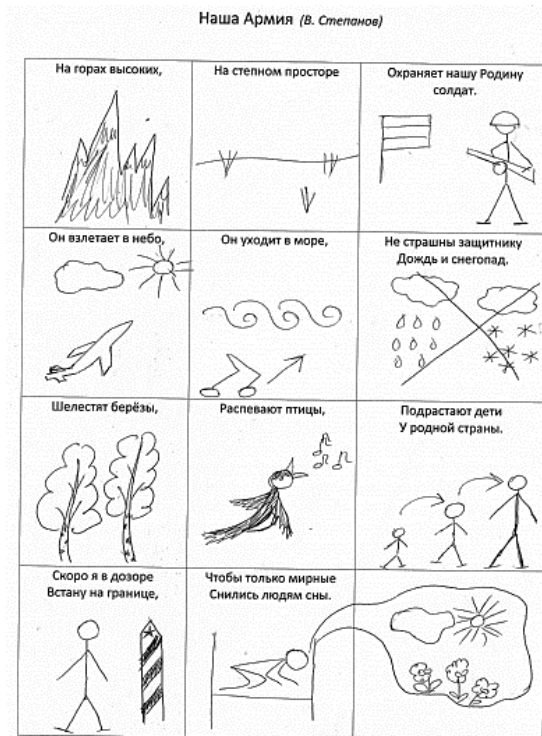 Наша Армия (В. Степанов)
На горах высоких,
На степном просторе
Охраняет нашу Родину
солдат.
Он взлетает в небо,
Он уходит в море,
Не страшны защитнику
Дождь и снегопад.
Шелестят берёзы,
Распевают птицы,
Подрастают дети
У родной страны.
Скоро я в дозоре
Встану на границе,
Чтобы только мирные
Снились людям сны.